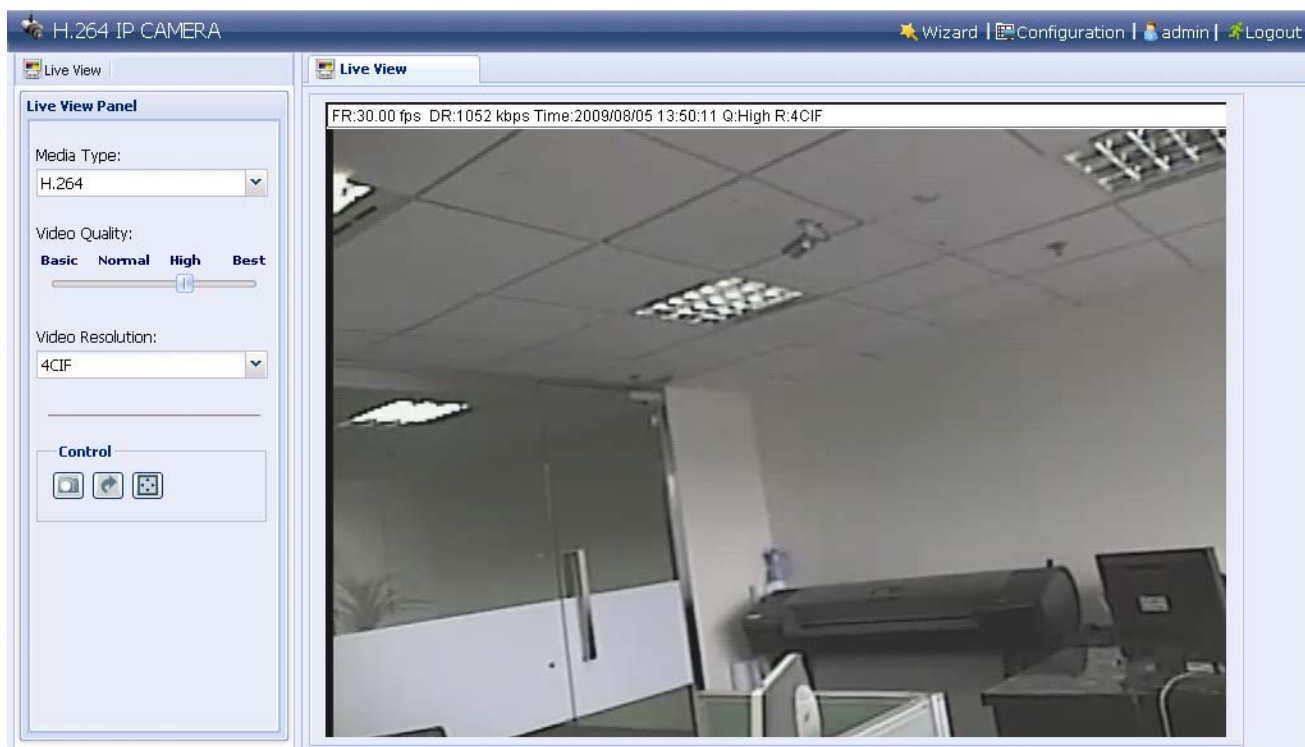 H.264 IP CAMERA
Wizard | Configuration | admin | Logout
Live View
Live View
Live View Panel
Media Type:
H.264
Video Quality:
Basic Normal High Best
Video Resolution:
4CIF
Control
FR:30.00 fps DR:1052 kbps Time:2009/08/05 13:50:11 Q:High R:4CIF